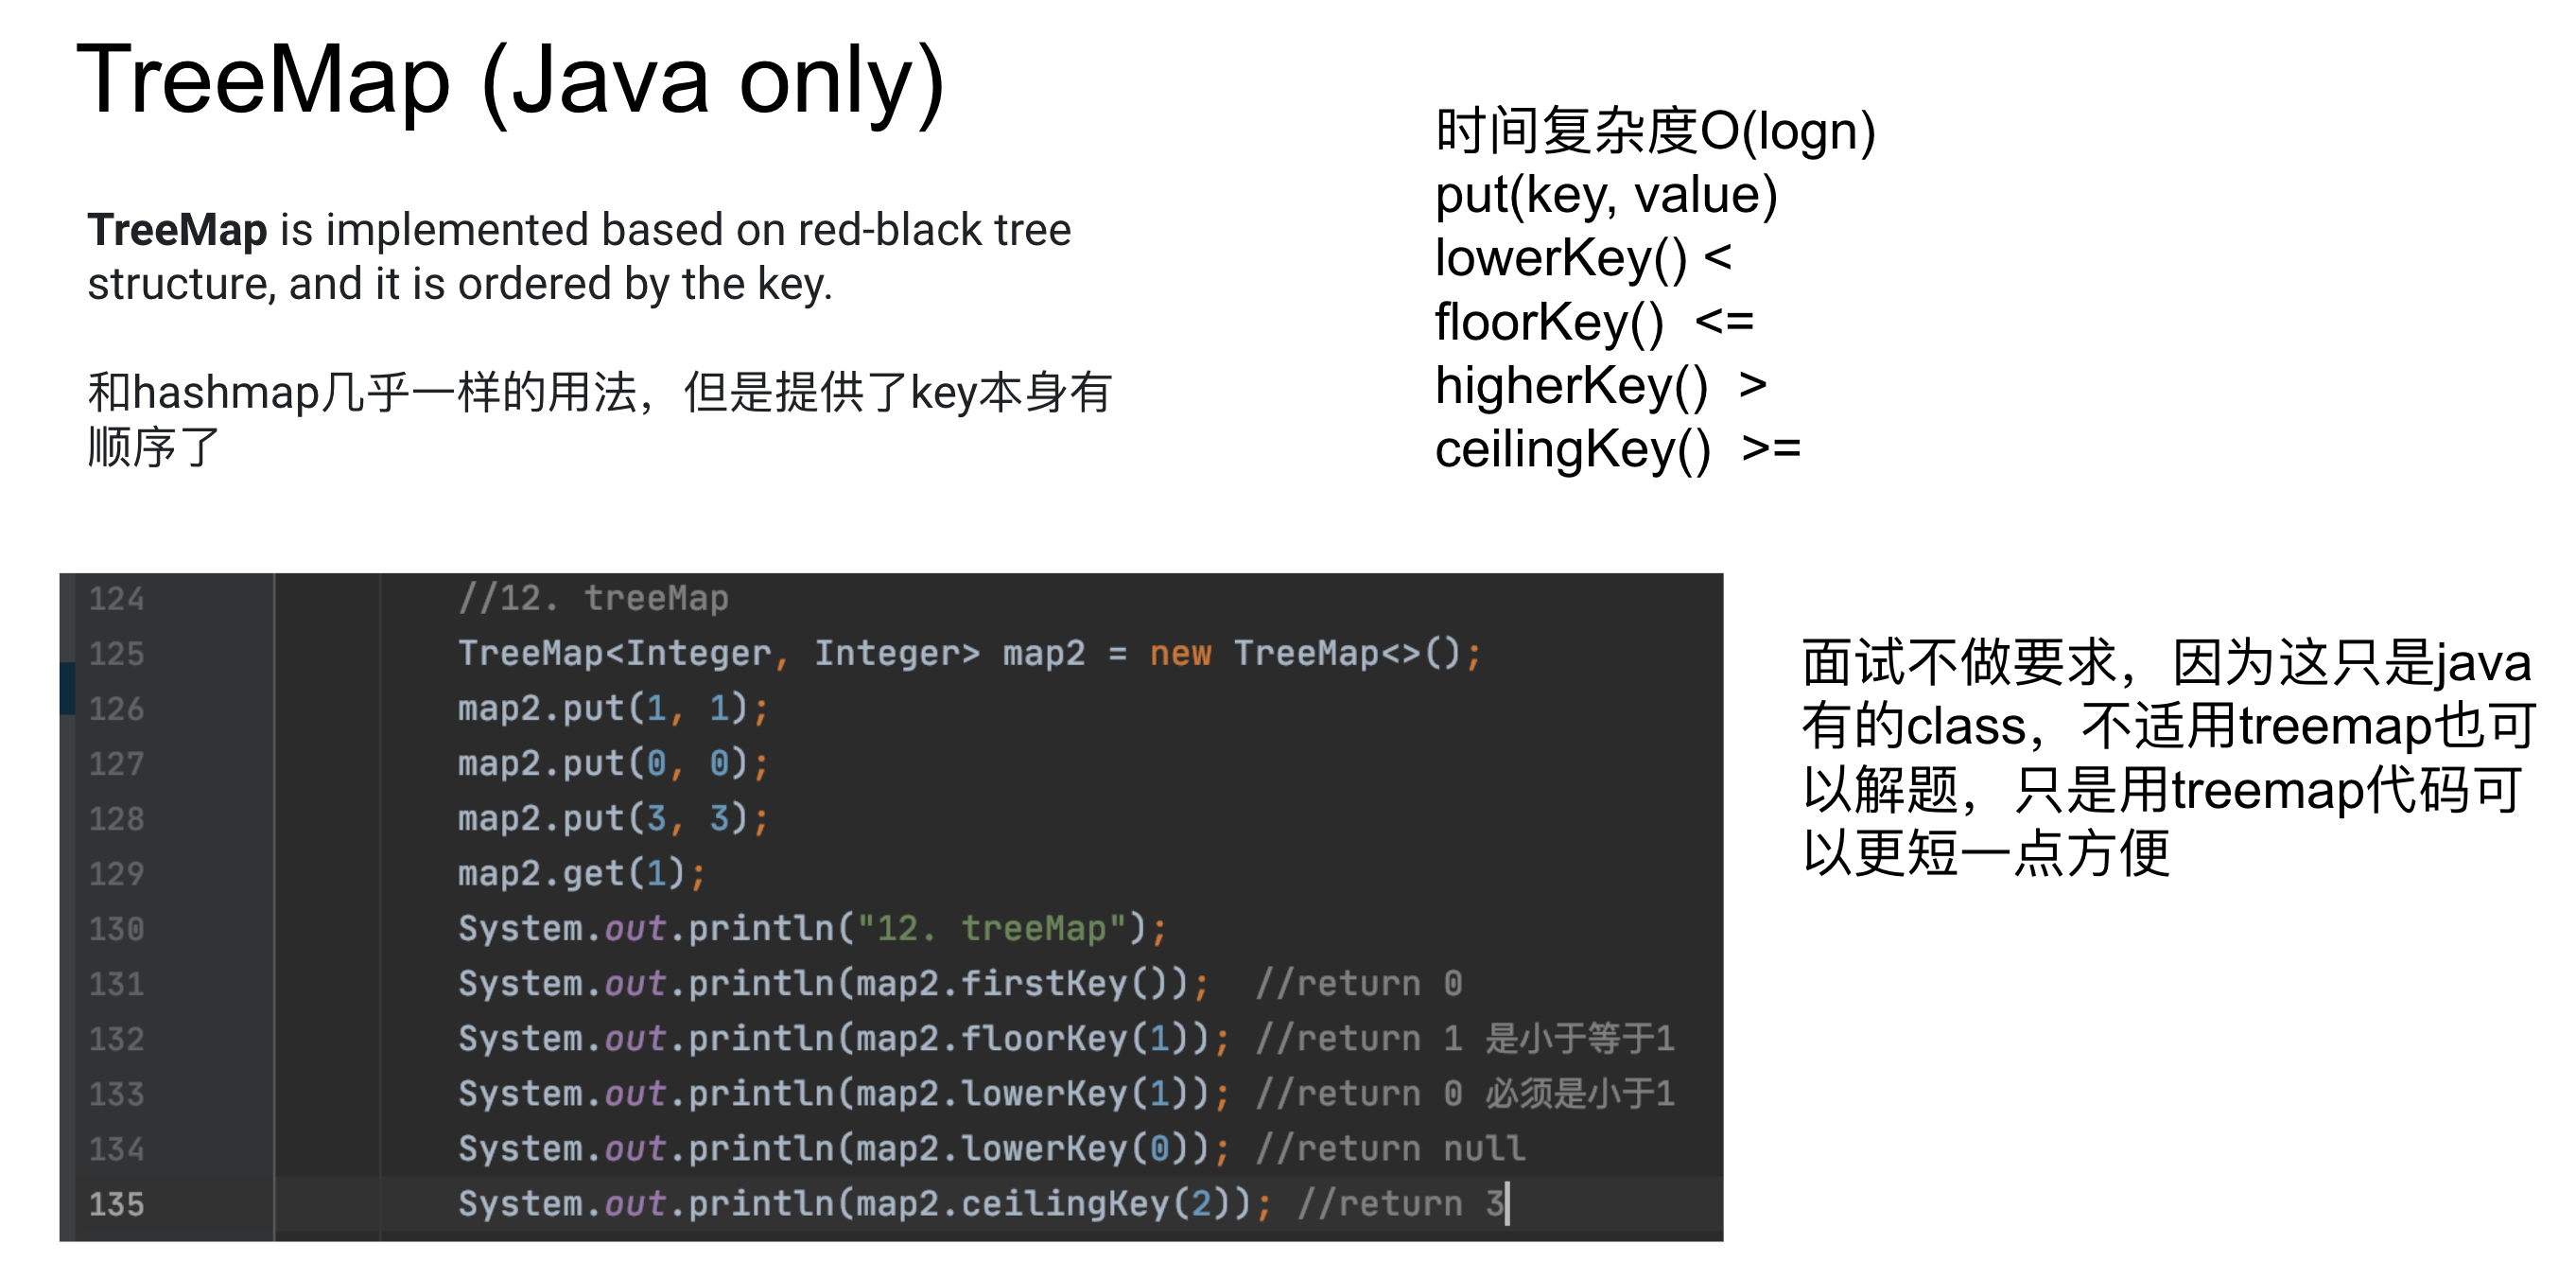 TreeMap (Java only)
TreeMap is implemented based on red-black tree
structure, and it is ordered by the key.
和hashmap几乎一样的用法，但是提供了key本身有
顺序了
时间复杂度O(logn)
put(key, value)
lowerKey() <
floorKey()  <=
higherKey()  >
ceilingKey()  >=
124 //12. treeMap
125 TreeMap<Integer, Integer> map2 = new TreeMap<>();
126 map2.put(1, 1);
127 map2.put(0, 0);
128 map2.put(3, 3);
129 map2.get(1);
130 System.out.println("12. treeMap");
131 System.out.println(map2.firstKey());  //return 0
132 System.out.println(map2.floorKey(1)); //return 1 是小于等于1
133 System.out.println(map2.lowerKey(1)); //return 0 必须是小于1
134 System.out.println(map2.lowerKey(0)); //return null
135 System.out.println(map2.ceilingKey(2)); //return 3
面试不做要求，因为这只是java
有的class，不适用treemap也可
以解题，只是用treemap代码可
以更短一点方便